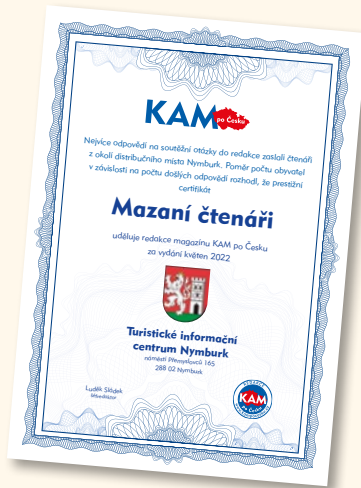 KAM po Česku
Nejvíce odpovědí na soutěžní otázky do redakce zaslali čtenáři
z okolí distribučního místa Nymburk. Poměr počtu obyvatel
v závislosti na počtu došlých odpovědí rozhodl, že prestižní
certifikát
Mazaní čtenáři
uděluje redakce magazínu KAM po Česku
za vydání květen 2022
Turistické informační
centrum Nymburk
náměstí Přemyslovců 165
288 02 Nymburk
Luděk Sládek
šéfredaktor
KAM
po Česku